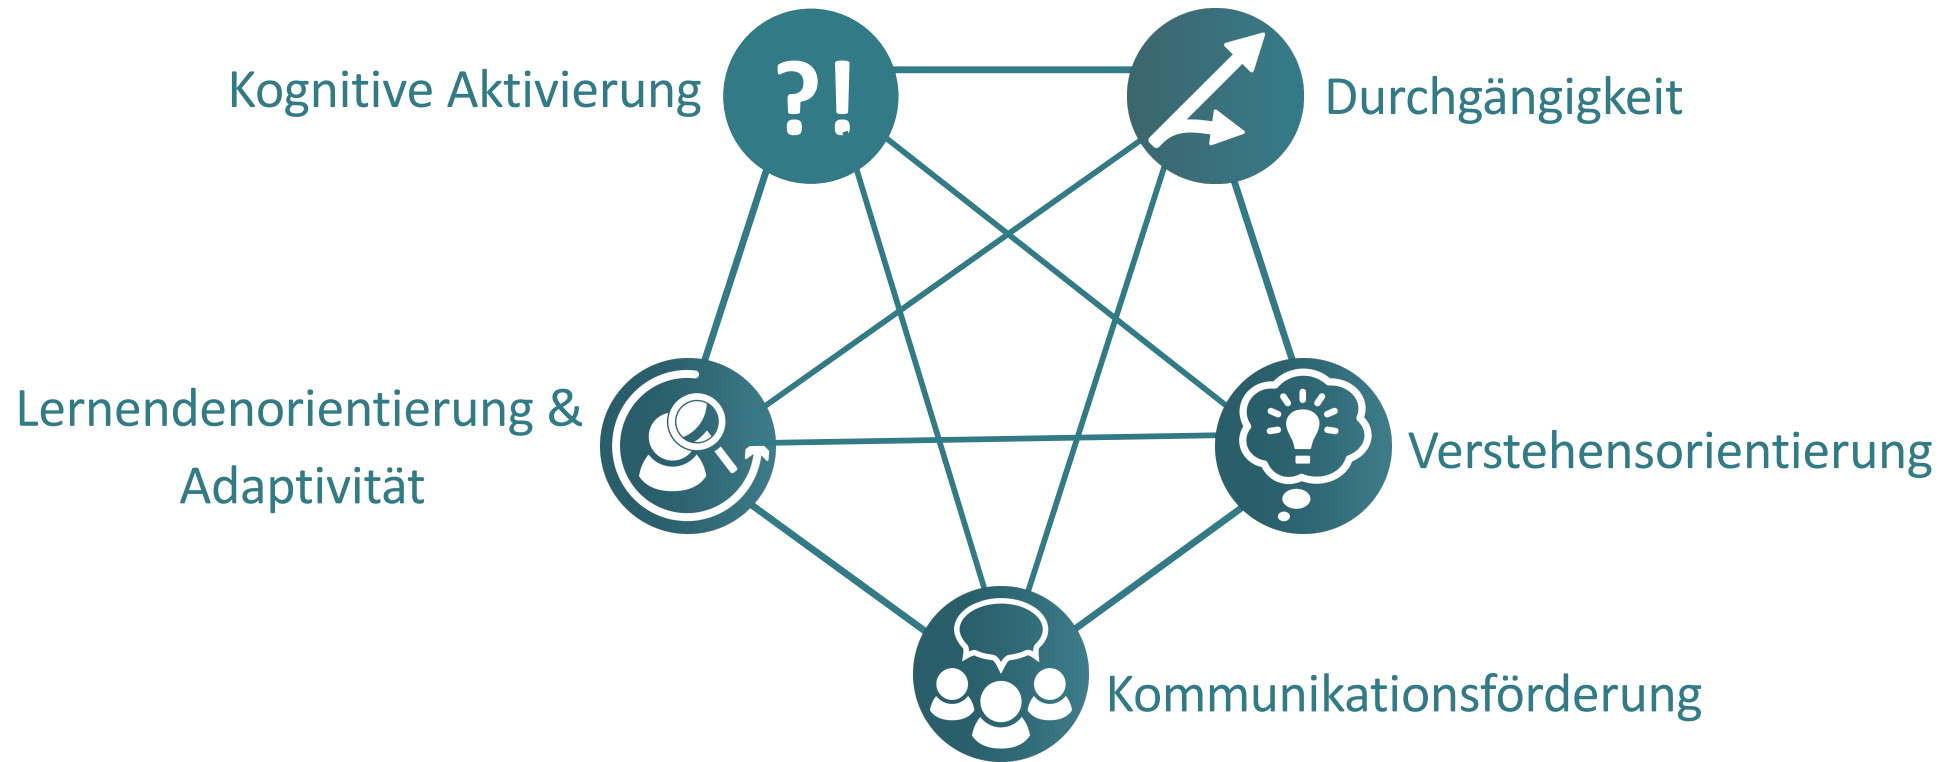 Kognitive Aktivierung
?!
Durchgängigkeit
Lernendenorientierung &
Adaptivität
Verstehensorientierung
Kommunikationsförderung